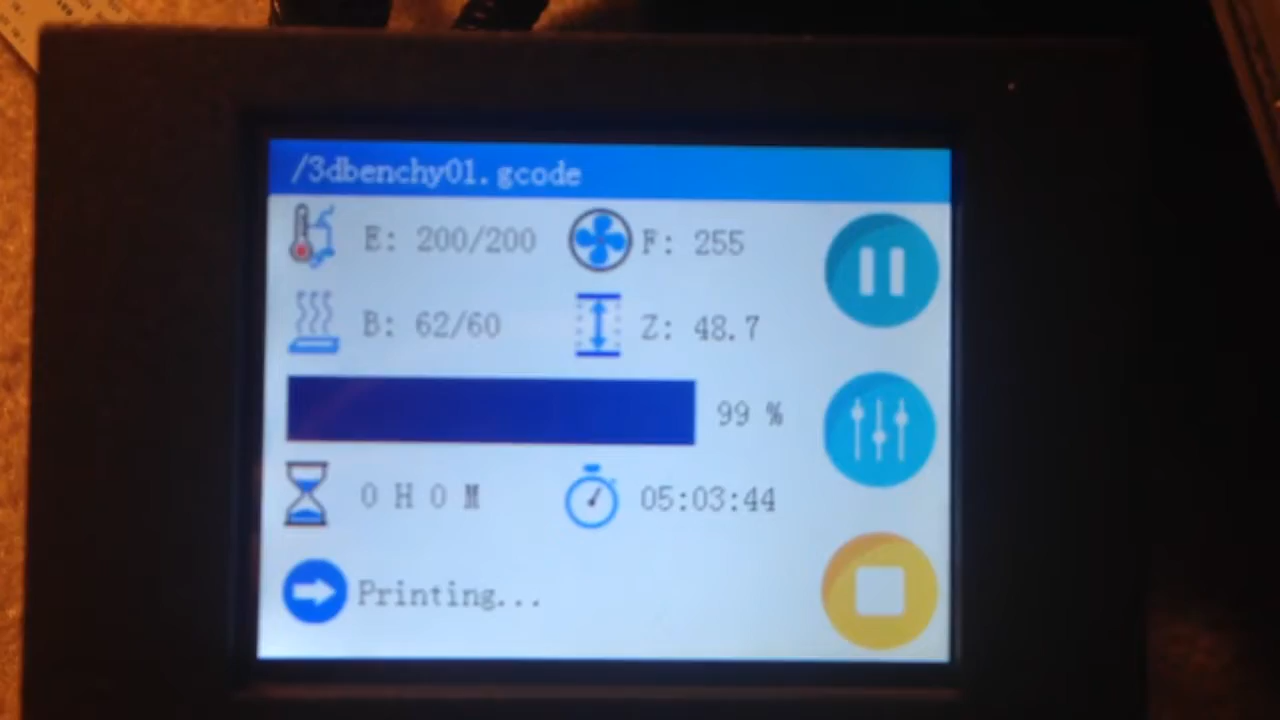 /3dbenchy01.gcode
E: 200/200 F: 255
B: 62/60 Z: 48.7
99 %
0 H 0 M 05:03:44
Printing...